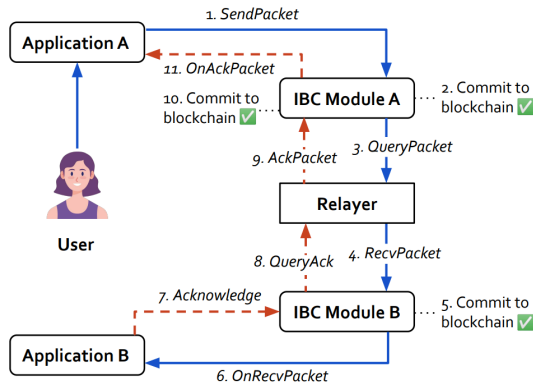 1. SendPacket
Application A
11. OnAckPacket
10. Commit to
blockchain ✅
IBC Module A
2. Commit to
blockchain ✅
3. QueryPacket
9. AckPacket
Relayer
User
8. QueryAck
4. RecvPacket
7. Acknowledge
IBC Module B
5. Commit to
blockchain ✅
Application B
6. OnRecvPacket